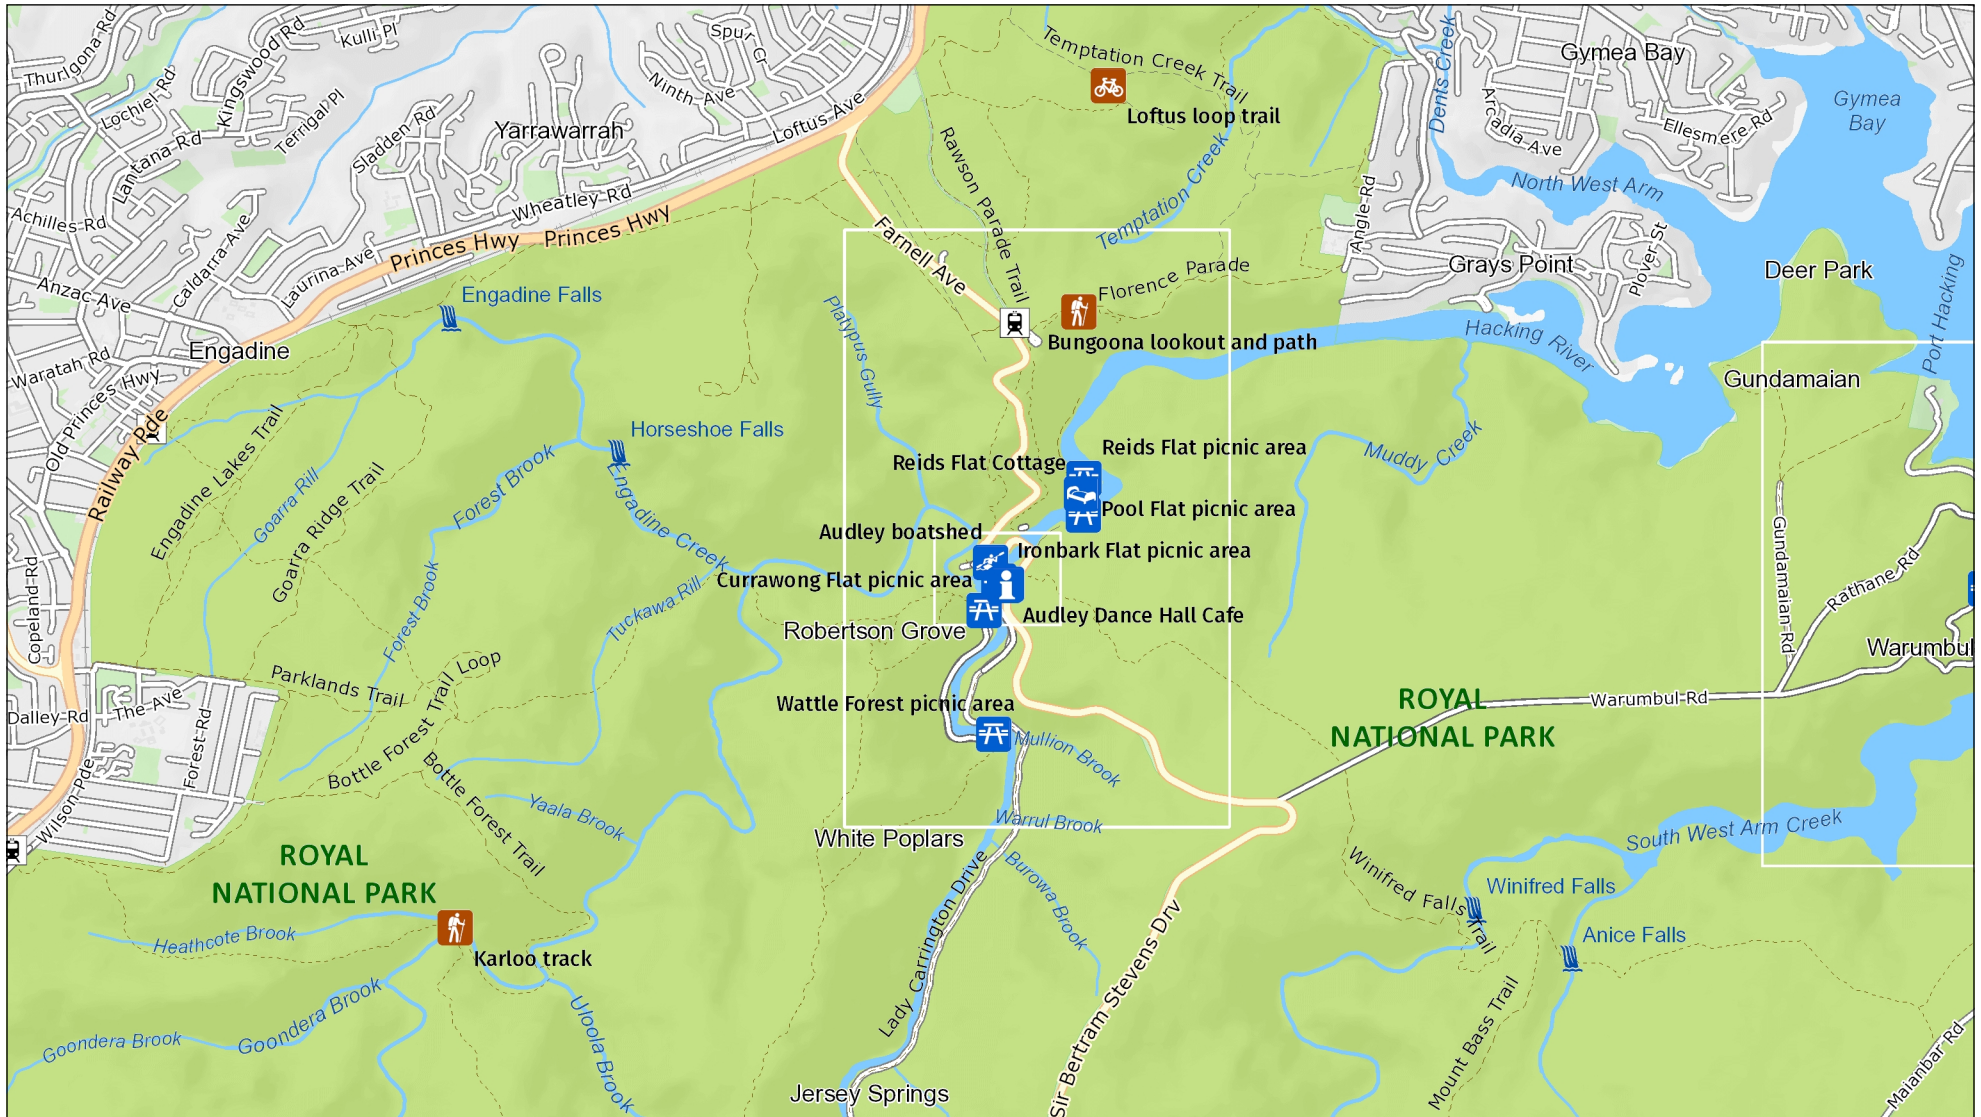 Thurlgona Rd
Kingswood Rd
Kulli Pl
Spur Cr
Temptation Creek Trail
Dents Creek
Gymea Bay
Lochiel Rd
Terrigal Pl
Ninth Ave
Gymea
Bay
Loftus loop trail
Lantana Rd
Sladden Rd
Yarrawarrah
Loftus Ave
Arcadia Ave
Ellesmere Rd
Rawson Parade Trail
Temptation Creek
North West Arm
Achilles Rd
Wheatley Rd
Angle Rd
Caldarra Ave
Princes Hwy
Princes Hwy
Farnell Ave
Plover St
Laurina Ave
Grays Point
Deer Park
Anzac Ave
Florence Parade
Engadine Falls
Platypus Gully
Port Hacking
Hacking River
Bungoona lookout and path
Engadine
Waratah Rd
Gundamaian
Old Princes Hwy
Railway Pde
Horseshoe Falls
Reids Flat picnic area
Muddy Creek
Engadine Lakes Trail
Reids Flat Cottage
Forest Brook
Goarra Rill
Goarra Ridge Trail
Engadine Creek
Pool Flat picnic area
Audley boatshed
Ironbark Flat picnic area
Gundamaian Rd
Currawong Flat picnic area
Rathane Rd
Copeland Rd
Forest Brook
Tuckawa Rill
Audley Dance Hall Cafe
Robertson Grove
Warumbul
Parklands Trail
Bottle Forest Trail Loop
Wattle Forest picnic area
ROYAL
NATIONAL PARK
Warumbul Rd
Dalley Rd
The Ave
Forest Rd
Mullion Brook
Bottle Forest Trail
Wilson Pde
Yaala Brook
Warrul Brook
White Poplars
South West Arm Creek
ROYAL
NATIONAL PARK
Burowa Brook
Winifred Falls Trail
Winifred Falls
Heathcote Brook
Lady Carrington Drive
Anice Falls
Karloo track
Sir Bertram Stevens Drv
Goondera Brook
Goondera Brook
Uloola Brook
Mount Bass Trail
Maianbar Rd
Jersey Springs